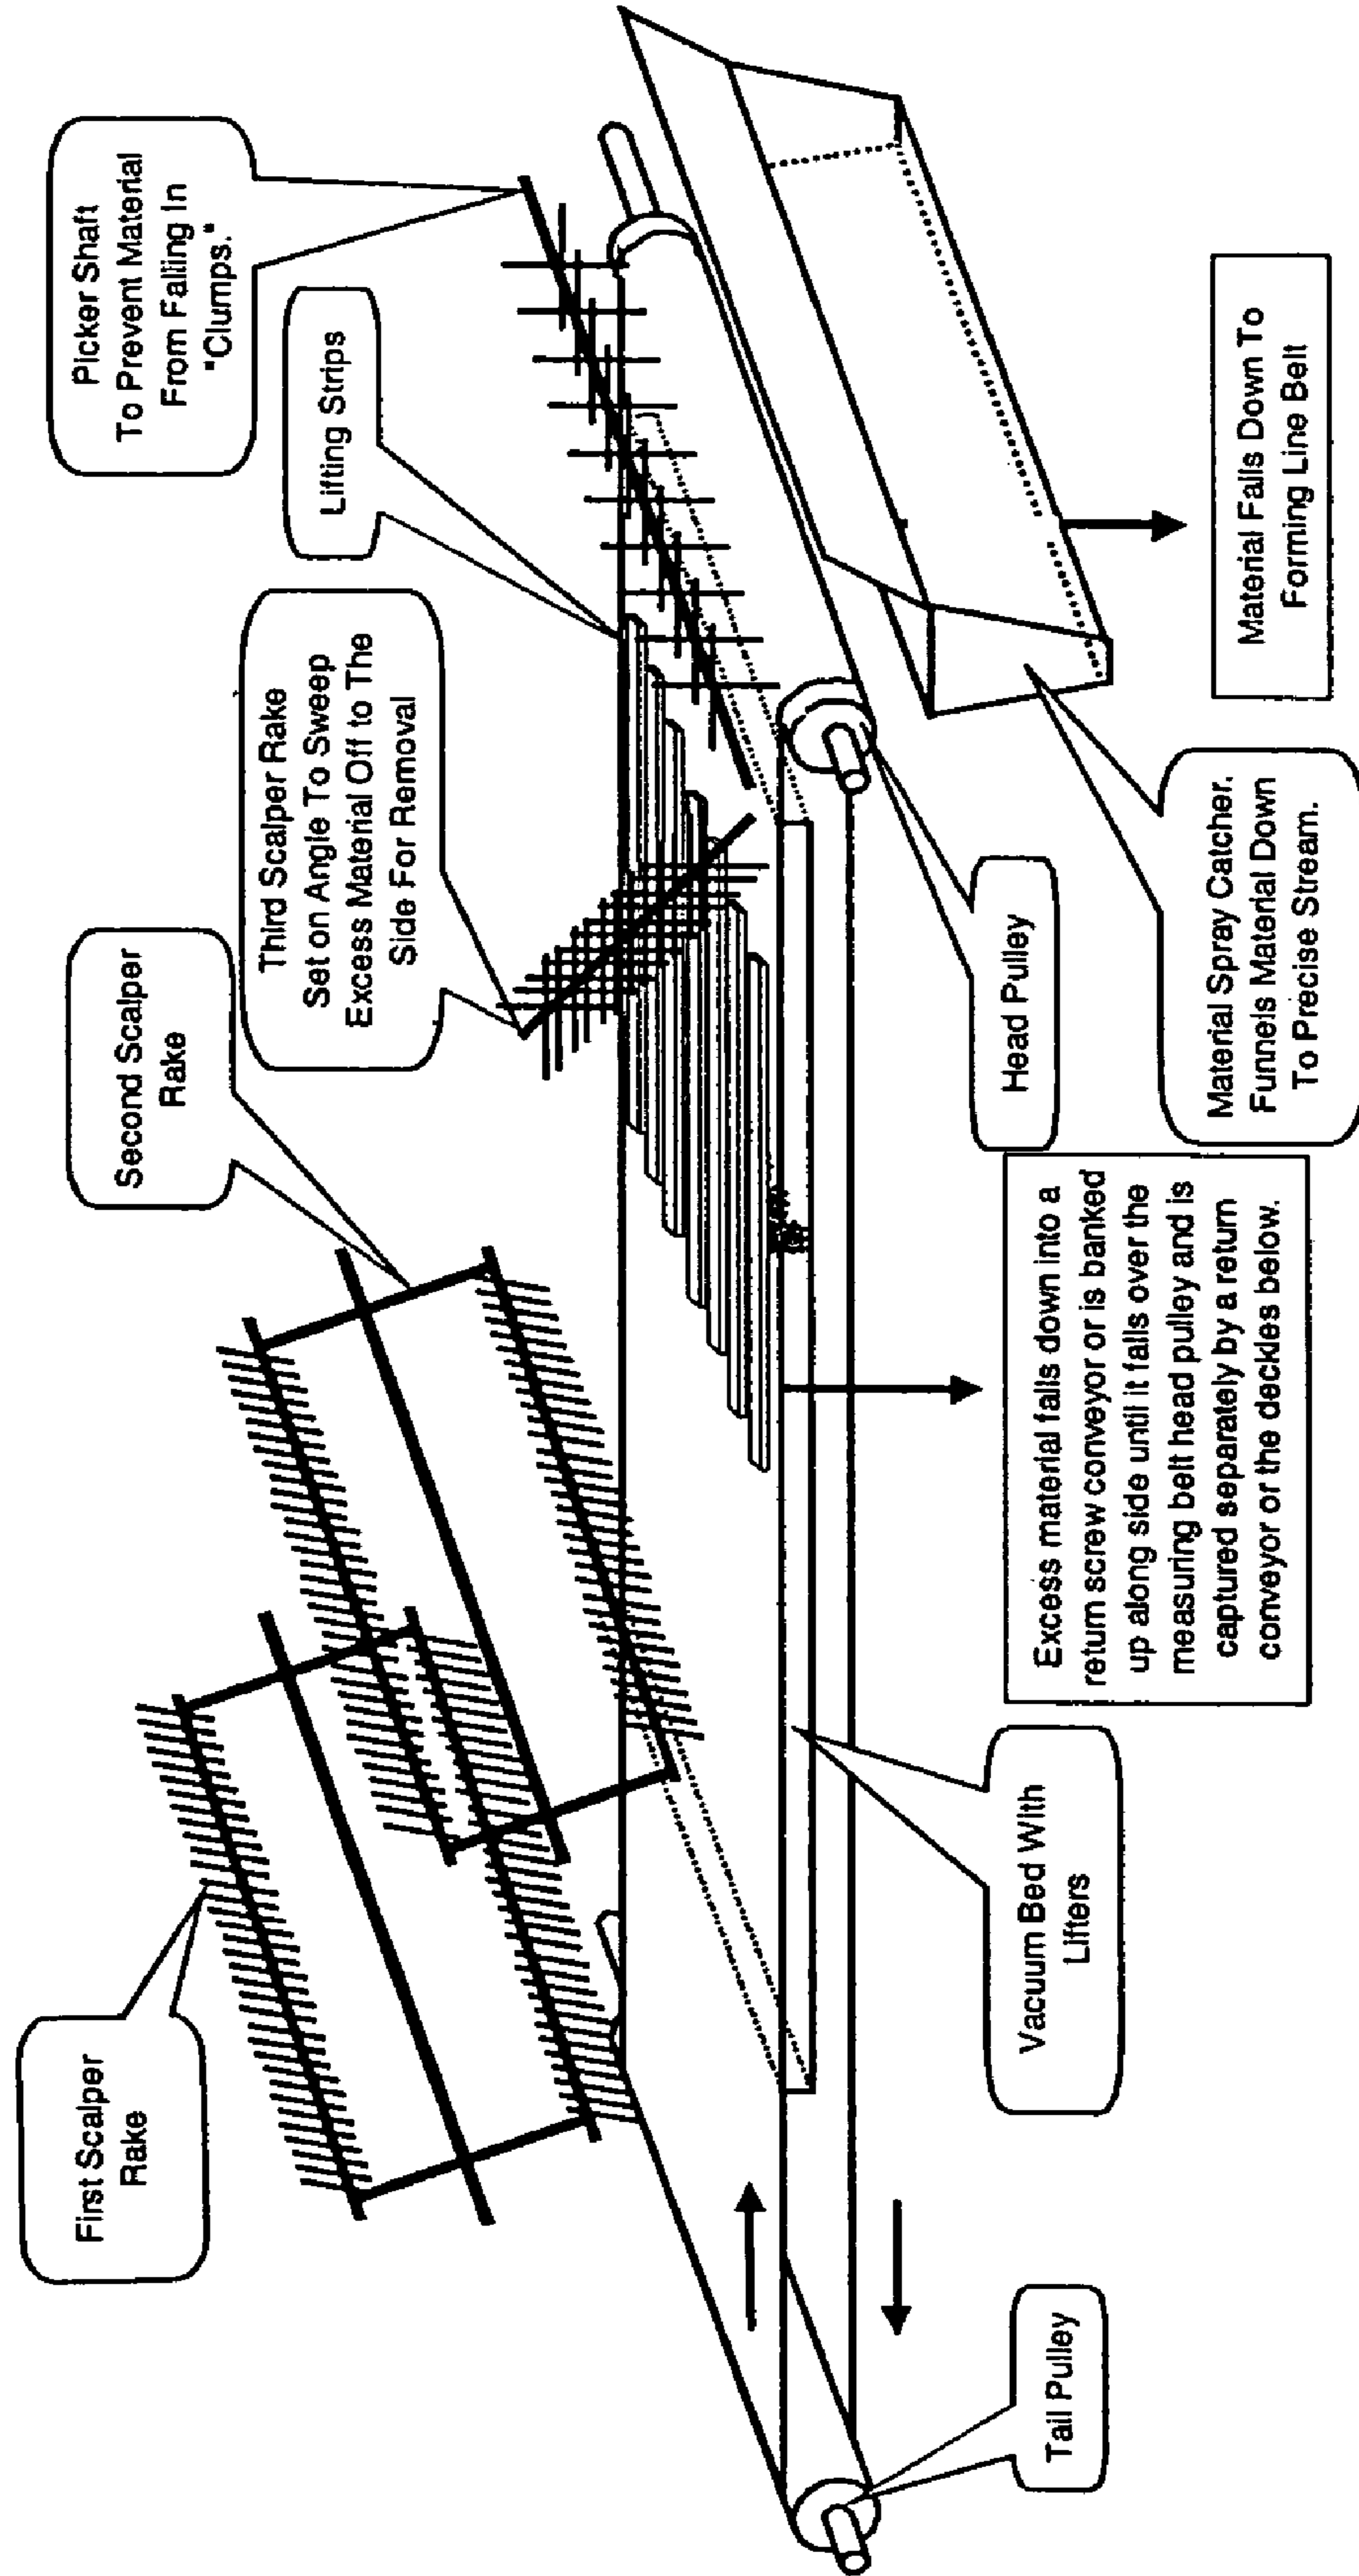 First Scalper
Rake
Second Scalper
Rake
Third Scalper Rake
Set on Angle To Sweep
Excess Material Off to The
Side For Removal
Lifting Strips
Picker Shaft
To Prevent Material
From Falling In
"Clumps."
Tail Pulley
Vacuum Bed With
Lifters
Excess material falls down into a
return screw conveyor or is banked
up along side until it falls over the
measuring belt head pulley and is
captured separately by a return
conveyor or the deckles below.
Head Pulley
Material Spray Catcher.
Funnels Material Down
To Precise Stream.
Material Falls Down To
Forming Line Belt